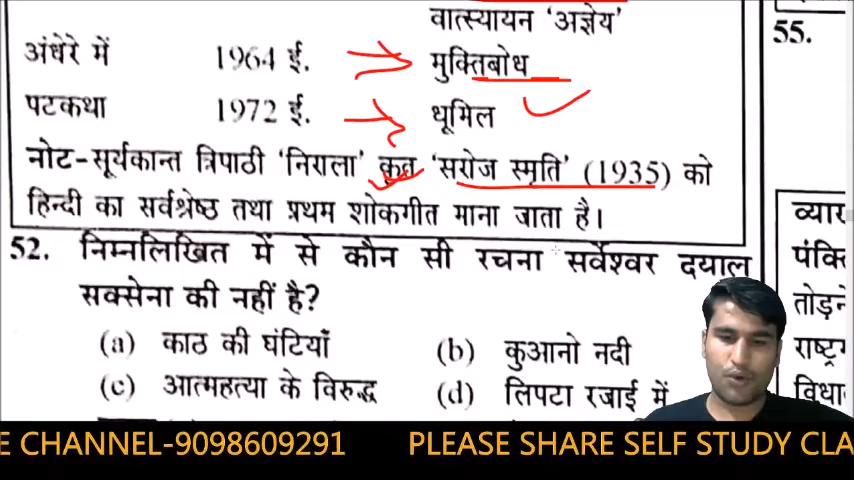 वात्स्यायन ‘अज्ञेय’
55.
अंधेरे में 1964 ई. मुक्तिबोध
पटकथा 1972 ई. धूमिल
नोट–सूर्यकान्त त्रिपाठी ‘निराला’ कृत ‘सरोज स्मृति’ (1935) को
हिन्दी का सर्वश्रेष्ठ तथा प्रथम शोकगीत माना जाता है।
52. निम्नलिखित में से कौन सी रचना सर्वेश्वर दयाल
सक्सेना की नहीं है?
(a) काठ की घंटियाँ (b) कुआनो नदी
(c) आत्महत्या के विरुद्ध (d) लिपटा रजाई में
तोड़ने
E CHANNEL-9098609291 PLEASE SHARE SELF STUDY CLA